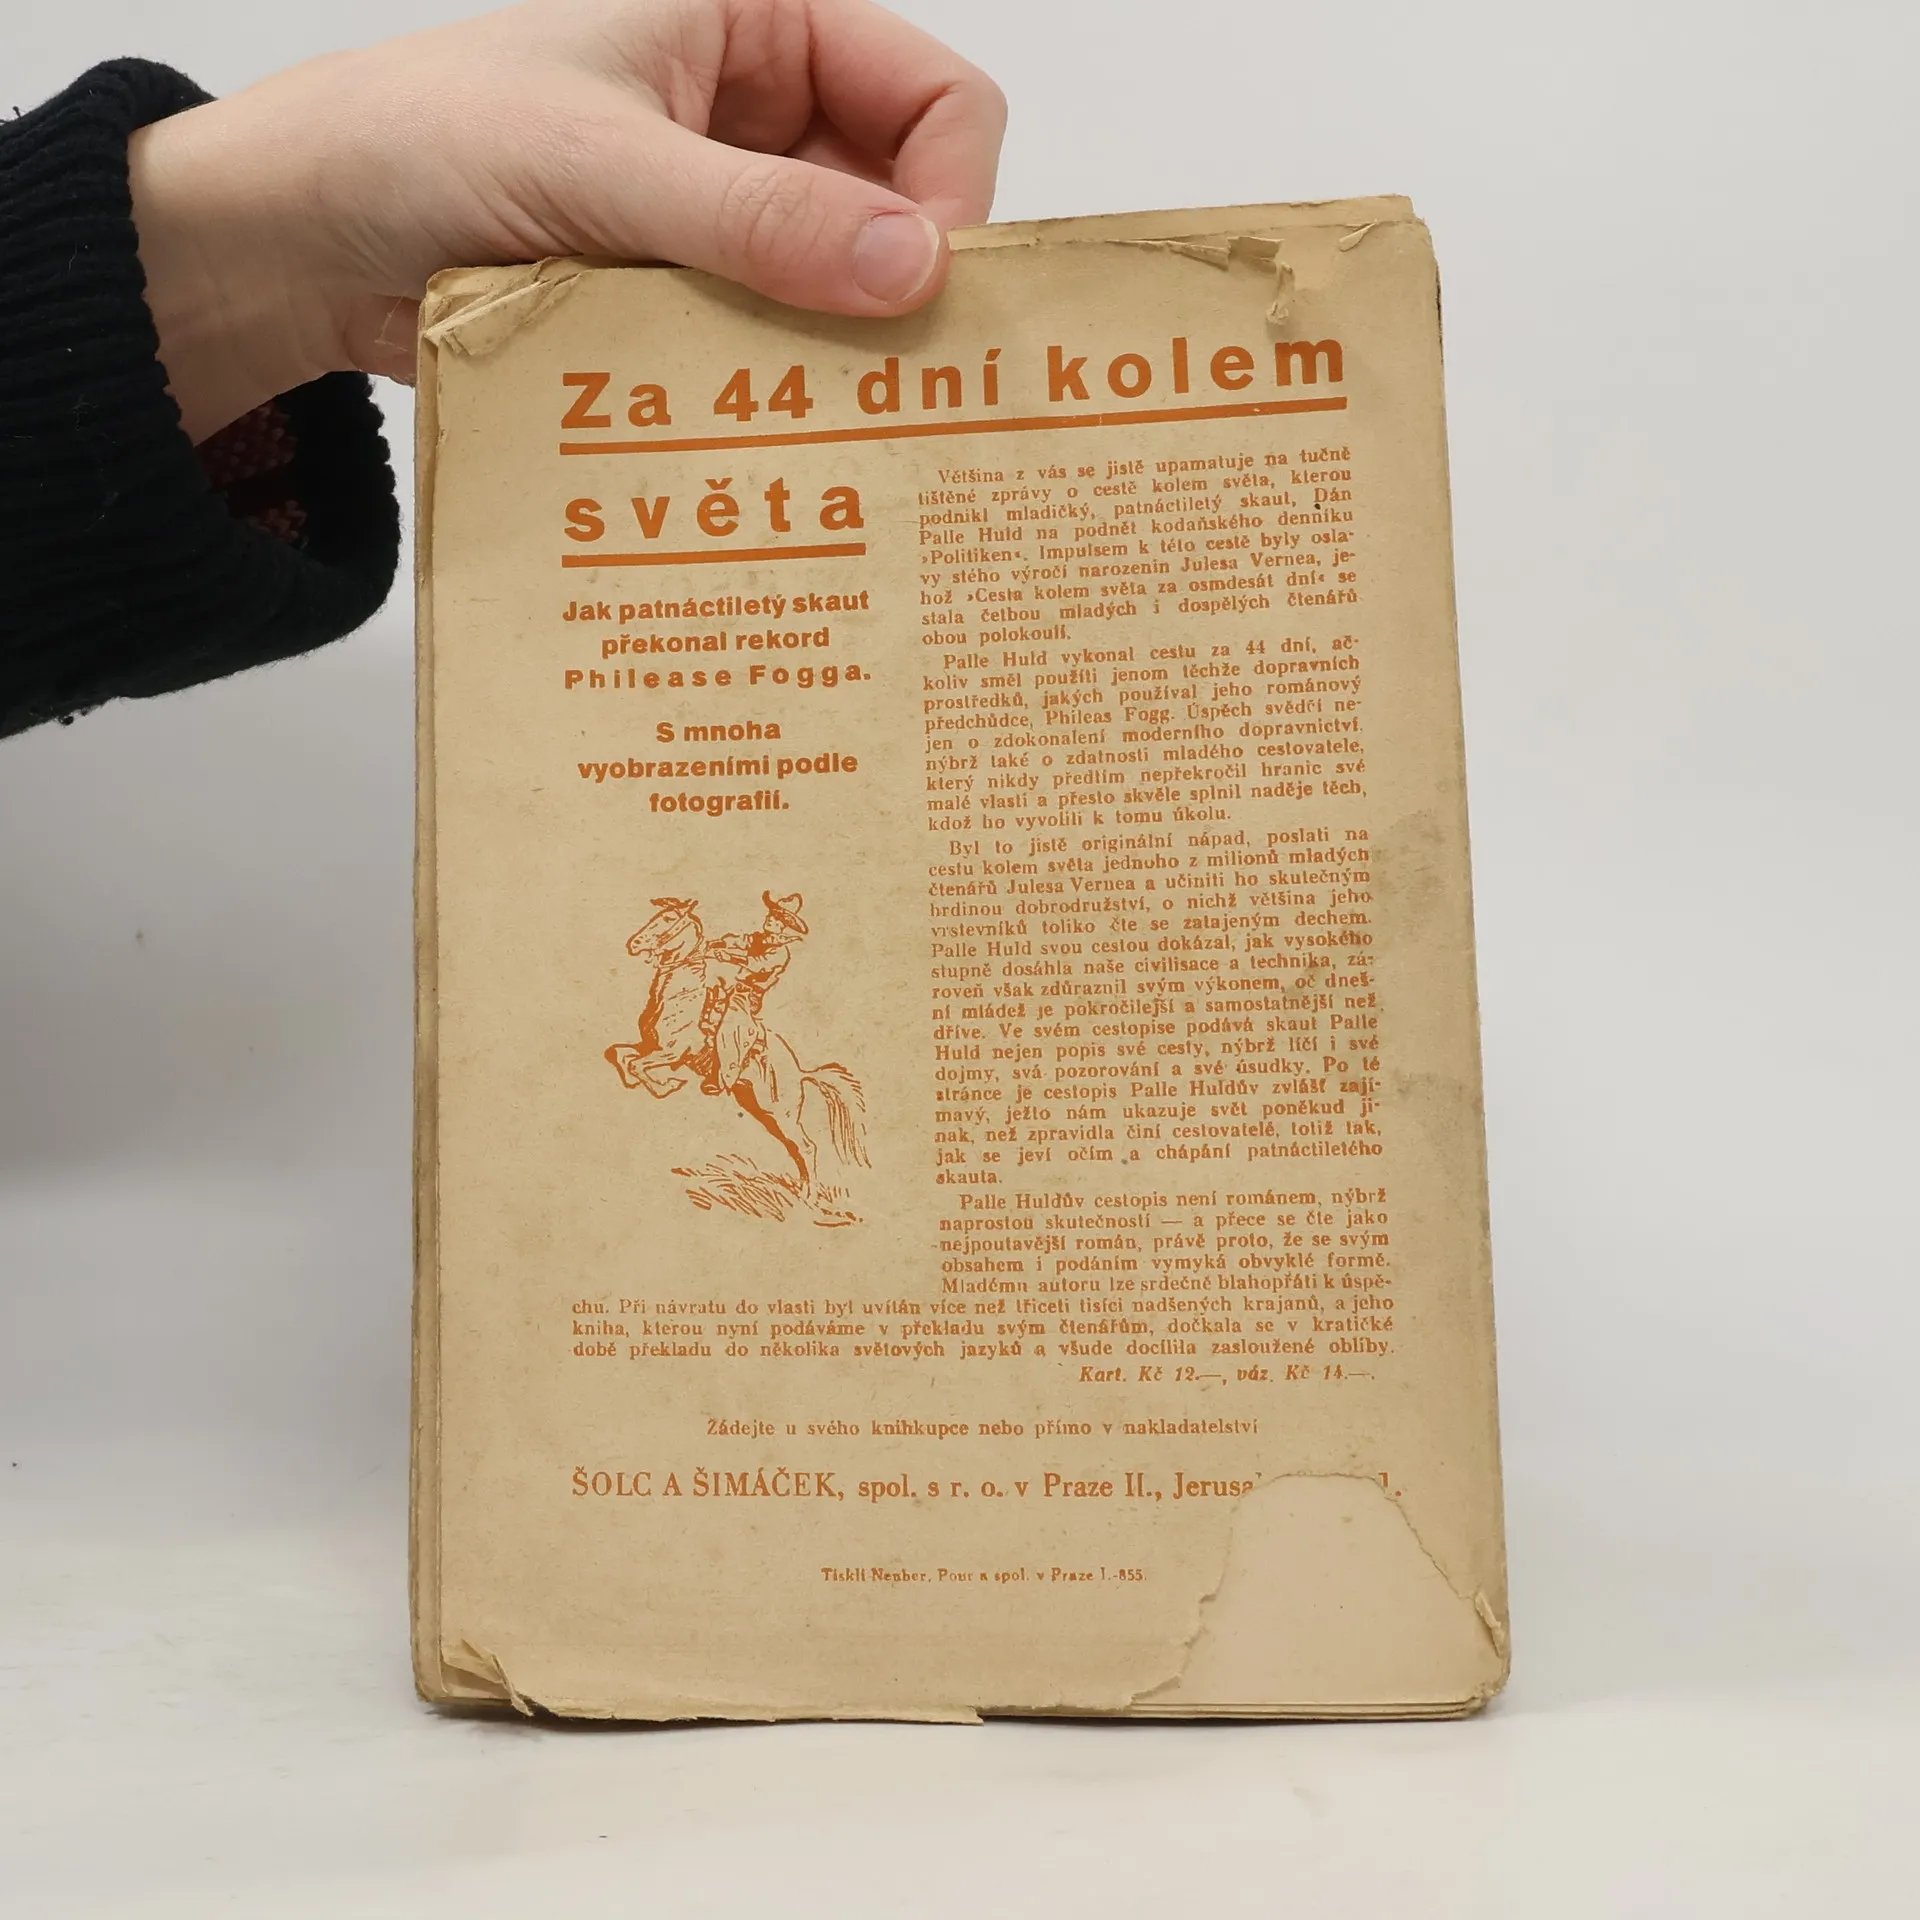 Za 44 dní kolem
světa
Jak patnáctiletý skaut
překonal rekord
Philease Fogga.
S mnoha
vyobrazeními podle
fotografií.
Většina z vás se jistě upamatuje na tučně
tištěné zprávy o cestě kolem světa, kterou
podnikl mladičký, patnáctiletý skaut, Dán
Palle Huld na podnět kodaňského denníku
»Politiken«. Impulsem k této cestě byly osla-
vy stého výročí narozenin Julesa Vernea, je-
hož »Cesta kolem světa za osmdesát dní« se
stala četbou mladých i dospělých čtenářů
obou polokoulí.
Palle Huld vykonal cestu za 44 dní, ač-
koliv směl použíti jenom těchže dopravních
prostředků, jakých používal jeho románový
předchůdce, Phileas Fogg. Úspěch svědčí ne-
jen o zdokonalení moderního dopravnictví,
nýbrž také o zdatnosti mladého cestovatele,
který nikdy předtím nepřekročil hranic své
malé vlasti a přesto skvěle splnil naděje těch,
kdož ho vyvolili k tomu úkolu.
Byl to jistě originální nápad, poslati na
cestu kolem světa jednoho z milionů mladých
čtenářů Julesa Vernea a učiniti ho skutečným
hrdinou dobrodružství, o nichž většina jeho
vrstevníků toliko čte se zatajeným dechem.
Palle Huld svou cestou dokázal, jak vysokého
stupně dosáhla naše civilisace a technika, zá-
roveň však zdůraznil svým výkonem, oč dneš-
ní mládež je pokročilejší a samostatnější než
dříve. Ve svém cestopise podává skaut Palle
Huld nejen popis své cesty, nýbrž líčí i své
dojmy, svá pozorování a své úsudky. Po té
stránce je cestopis Palle Huldův zvlášť zají-
mavý, ježto nám ukazuje svět poněkud ji-
nak, než zpravidla činí cestovatelé, totiž tak,
jak se jeví očím a chápání patnáctiletého
skauta.
Palle Huldův cestopis není románem, nýbrž
naprostou skutečností — a přece se čte jako
nejpoutavější román, právě proto, že se svým
obsahem i podáním vymyká obvyklé formě.
Mladému autoru lze srdečně blahopřáti k úspě-
chu. Při návratu do vlasti byl uvítán více než třiceti tisíci nadšených krajanů, a jeho
kniha, kterou nyní podáváme v překladu svým čtenářům, dočkala se v kratičké
době překladu do několika světových jazyků a všude docílila zasloužené obliby.
Kart. Kč 12.—, váz. Kč 14.—.
Žádejte u svého knihkupce nebo přímo v nakladatelství
ŠOLC A ŠIMÁČEK, spol. s r. o. v Praze II., Jerusa
Tiskli Neuber, Pour a spol. v Praze I.-855.